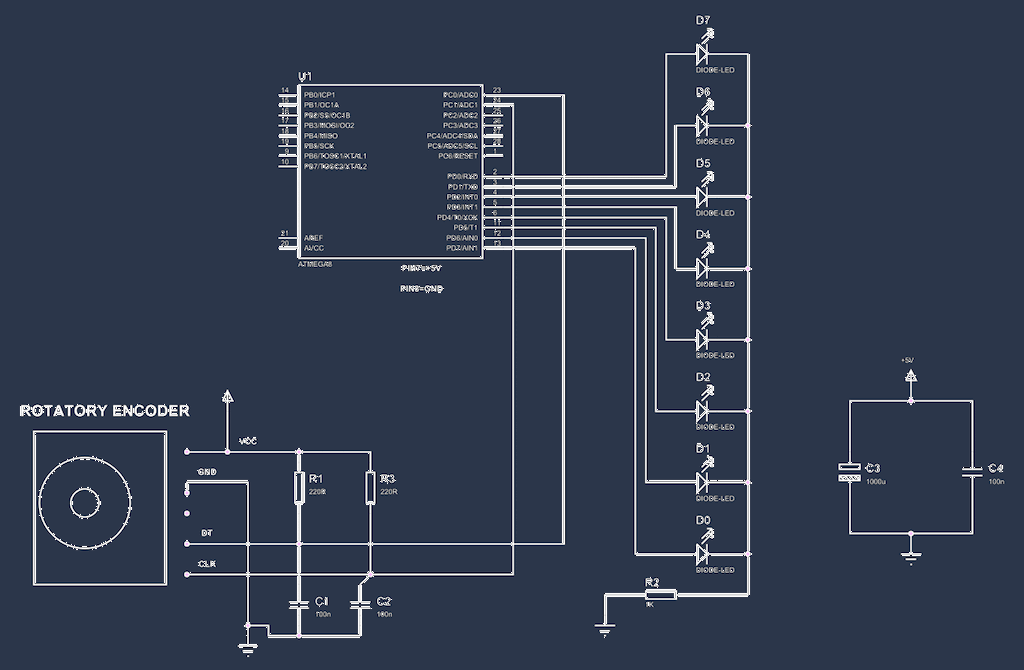 U1
14 PB0/ICP1
15 PB1/OC1A
16 PB2/SS/OC1B
17 PB3/MOSI/OC2
18 PB4/MISO
19 PB5/SCK
9 PB6/TOSC1/XTAL1
10 PB7/TOSC2/XTAL2
21 AREF
20 AVCC
PC0/ADC0 23
PC1/ADC1 24
PC2/ADC2 25
PC3/ADC3 26
PC4/ADC4/SDA 27
PC5/ADC5/SCL 28
PC6/RESET 1
PD0/RXD 2
PD1/TXD 3
PD2/INT0 4
PD3/INT1 5
PD4/T0/XCK 6
PD5/T1 11
PD6/AIN0 12
PD7/AIN1 13
ATMEGA8
PIN7=+5V
PIN8=GND
D7
DIODE-LED
D6
DIODE-LED
D5
DIODE-LED
D4
DIODE-LED
D3
DIODE-LED
D2
DIODE-LED
D1
DIODE-LED
D0
DIODE-LED
R2
1K
ROTATORY ENCODER
VCC
GND
DT
CLK
R1
220R
R3
220R
C1
100n
C2
100n
+5V
C3
1000u
C4
100n